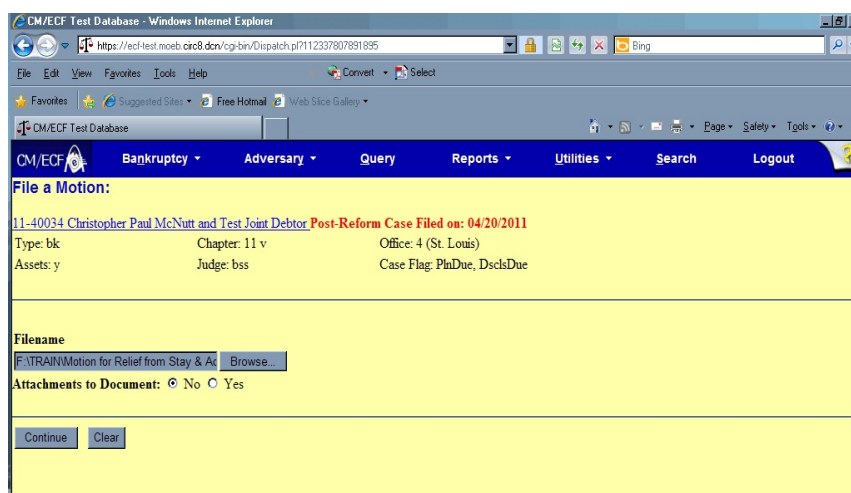 CM/ECF Test Database - Windows Internet Explorer
https://ecf-test.moeb.circ8.dcn/cgi-bin/Dispatch.pl?112337807891895
Bing
File Edit View Favorites Tools Help Convert Select
Favorites Suggested Sites Free Hotmail Web Slice Gallery
CM/ECF Test Database Page Safety Tools
CM/ECF Bankruptcy Adversary Query Reports Utilities Search Logout
File a Motion:
11-40034 Christopher Paul McNutt and Test Joint Debtor Post-Reform Case Filed on: 04/20/2011
Type: bk Chapter: 11 v Office: 4 (St. Louis)
Assets: y Judge: bss Case Flag: PlnDue, DsclsDue
Filename
F:\TRAIN\Motion for Relief from Stay & Ac Browse...
Attachments to Document: No Yes
Continue Clear